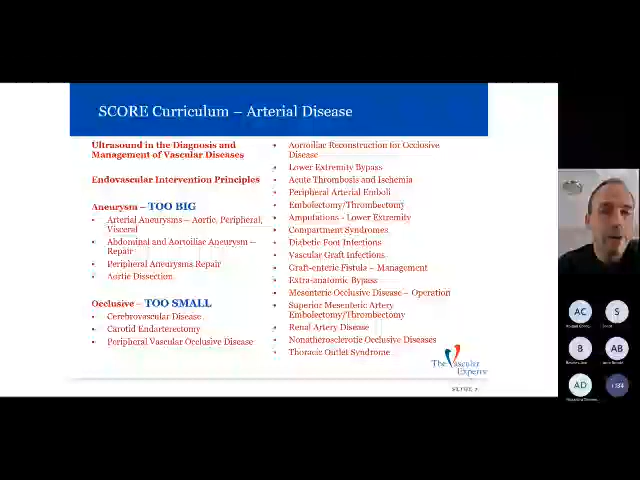 SCORE Curriculum – Arterial Disease
Ultrasound in the Diagnosis and
Management of Vascular Diseases
Endovascular Intervention Principles
Aneurysm – TOO BIG
• Arterial Aneurysms – Aortic, Peripheral,
Visceral
• Abdominal and Aortoiliac Aneurysm –
Repair
• Peripheral Aneurysms Repair
• Aortic Dissection
Occlusive – TOO SMALL
• Cerebrovascular Disease
• Carotid Endarterectomy
• Peripheral Vascular Occlusive Disease
• Aortoiliac Reconstruction for Occlusive
Disease
• Lower Extremity Bypass
• Acute Thrombosis and Ischemia
• Peripheral Arterial Emboli
• Embolectomy/Thrombectomy
• Amputations - Lower Extremity
• Compartment Syndromes
• Diabetic Foot Infections
• Vascular Graft Infections
• Graft-enteric Fistula – Management
• Extra-anatomic Bypass
• Mesenteric Occlusive Disease – Operation
• Superior Mesenteric Artery
Embolectomy/Thrombectomy
• Renal Artery Disease
• Nonatherosclerotic Occlusive Diseases
• Thoracic Outlet Syndrome
The Vascular
Experts
AC
S
B
AB
AD
+134